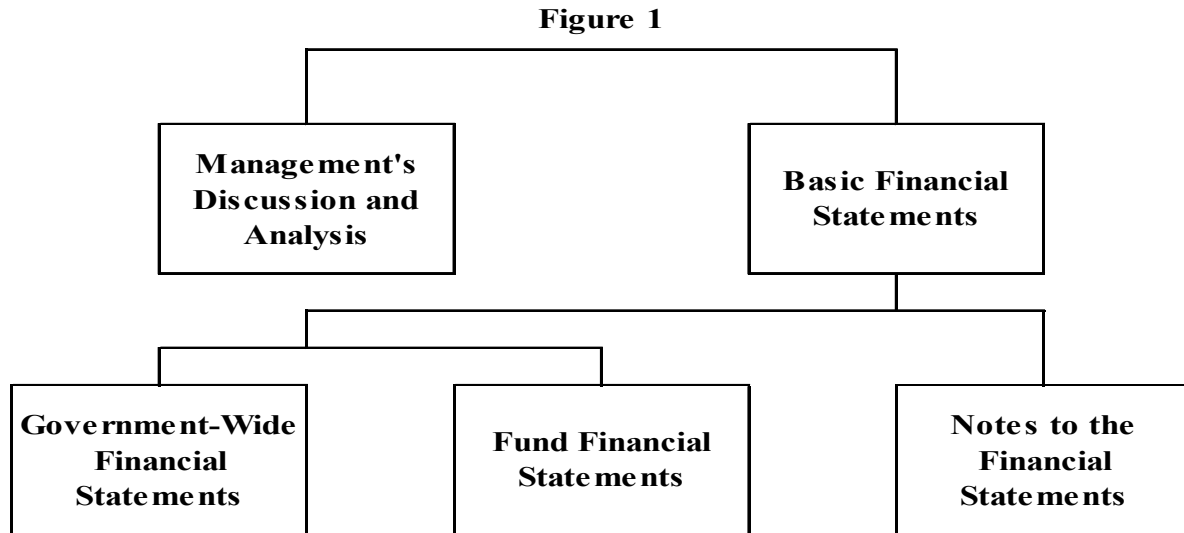 Figure 1
Management's
Discussion and
Analysis
Basic Financial
Statements
Government-Wide
Financial
Statements
Fund Financial
Statements
Notes to the
Financial
Statements